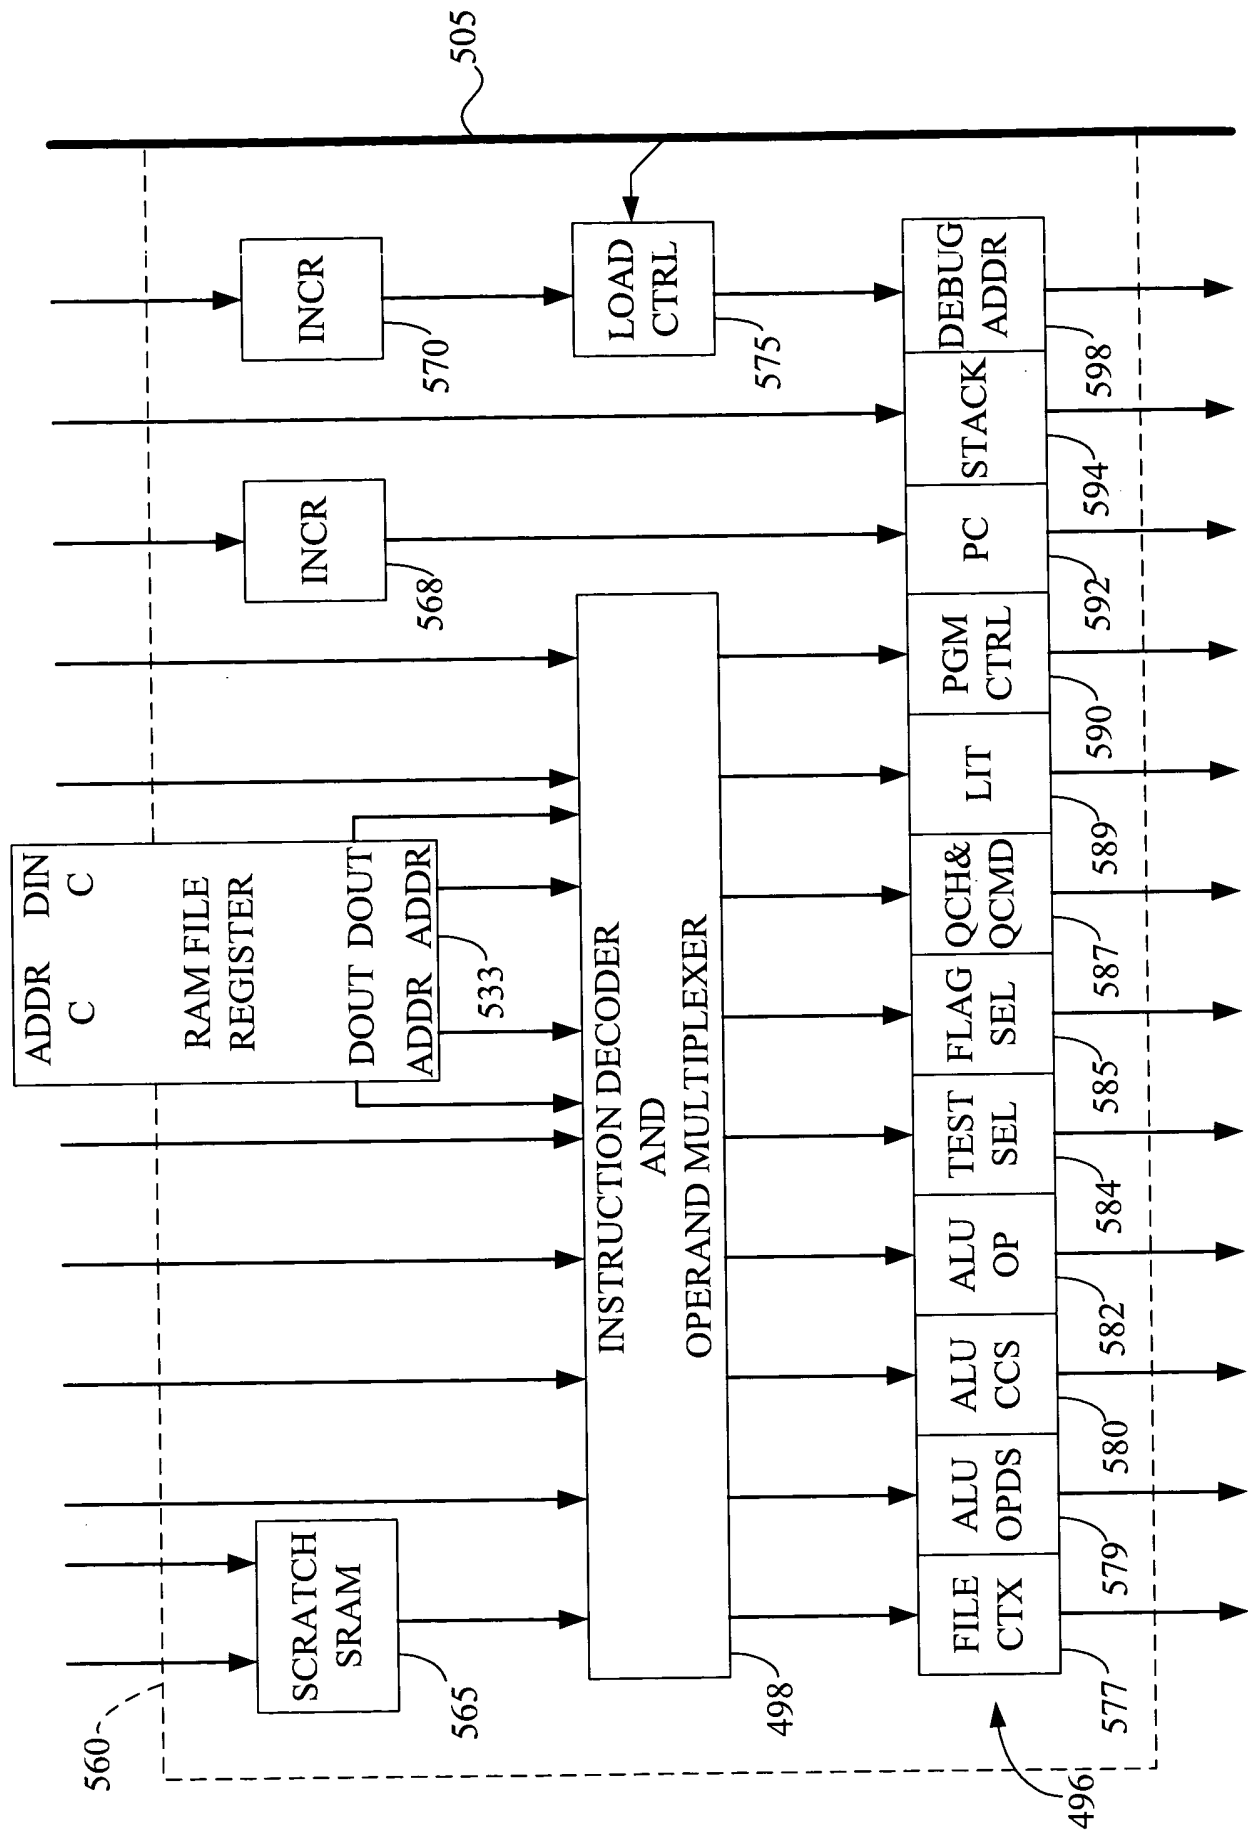 ADDR DIN
C C
560
RAM FILE
REGISTER
DOUT DOUT
ADDR ADDR
533
SCRATCH
SRAM
565
INCR
568
INCR
570
505
INSTRUCTION DECODER
AND
OPERAND MULTIPLEXER
498
LOAD
CTRL
575
FILE
CTX
577
ALU
OPDS
579
ALU
CCS
580
ALU
OP
582
TEST
SEL
584
FLAG
SEL
585
QCH&
QCMD
587
LIT
589
PGM
CTRL
590
PC
592
STACK
594
DEBUG
ADDR
598
496